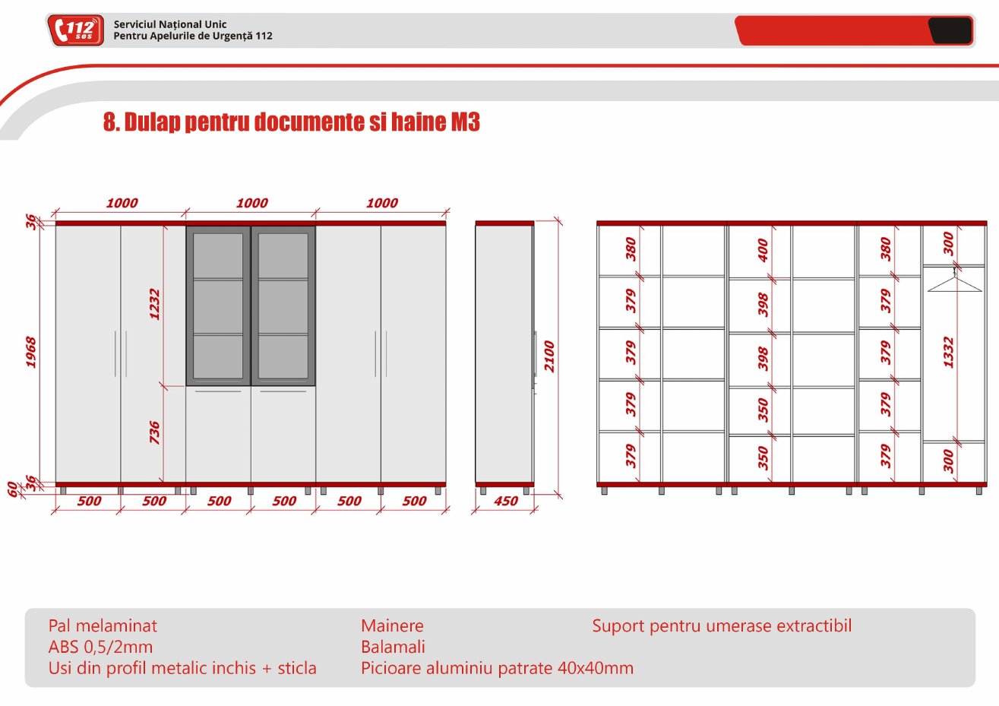 112
SOS
Serviciul Național Unic
Pentru Apelurile de Urgență 112
8. Dulap pentru documente si haine M3
1000 1000 1000
36
1968
36
60
1232
736
500 500 500 500 500 500
2100
450
380
379
379
379
379
400
398
398
350
350
380
379
379
379
379
300
1332
300
Pal melaminat
ABS 0,5/2mm
Usi din profil metalic inchis + sticla
Mainere
Balamali
Picioare aluminiu patrate 40x40mm
Suport pentru umerase extractibil